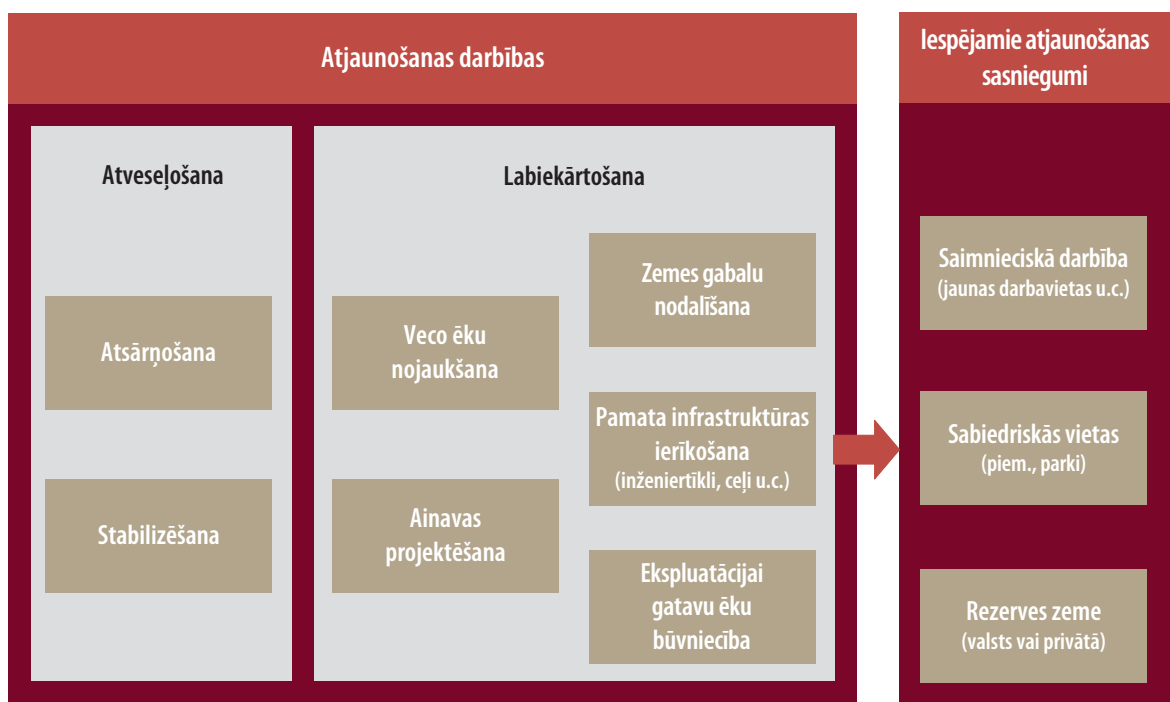 Atjaunošanas darbības
Atveseļošana
Atsārņošana
Stabilizēšana
Labiekārtošana
Veco ēku
nojaukšana
Ainavas
projektēšana
Zemes gabalu
nodalīšana
Pamata infrastruktūras
ierīkošana
(inženiertīkli, ceļi u.c.)
Ekspluatācijai
gatavu ēku
būvniecība
Iespējamie atjaunošanas
sasniegumi
Saimnieciskā darbība
(jaunas darbavietas u.c.)
Sabiedriskās vietas
(piem., parki)
Rezerves zeme
(valsts vai privātā)